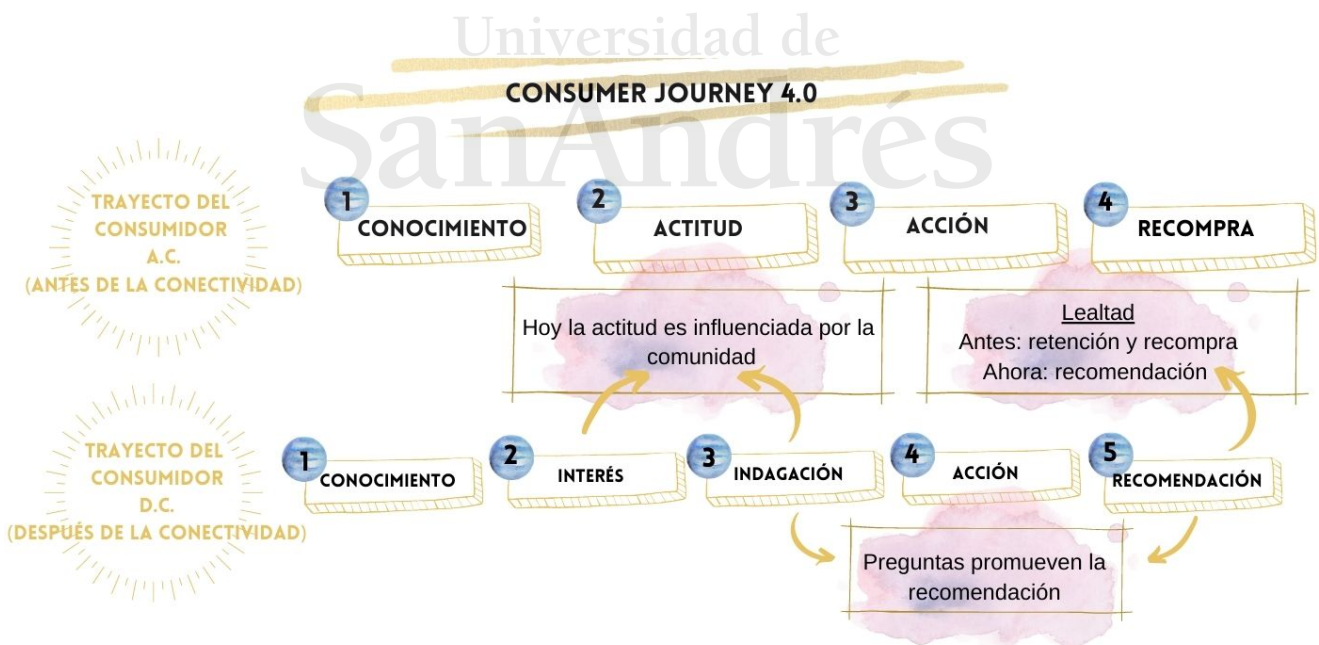 Universidad de
SanAndrés
CONSUMER JOURNEY 4.0
TRAYECTO DEL
CONSUMIDOR
A.C.
(ANTES DE LA CONECTIVIDAD)
1
CONOCIMIENTO
2
ACTITUD
3
ACCIÓN
4
RECOMPRA
Hoy la actitud es influenciada por la
comunidad
Lealtad
Antes: retención y recompra
Ahora: recomendación
TRAYECTO DEL
CONSUMIDOR
D.C.
(DESPUÉS DE LA CONECTIVIDAD)
1
CONOCIMIENTO
2
INTERÉS
3
INDAGACIÓN
4
ACCIÓN
5
RECOMENDACIÓN
Preguntas promueven la
recomendación